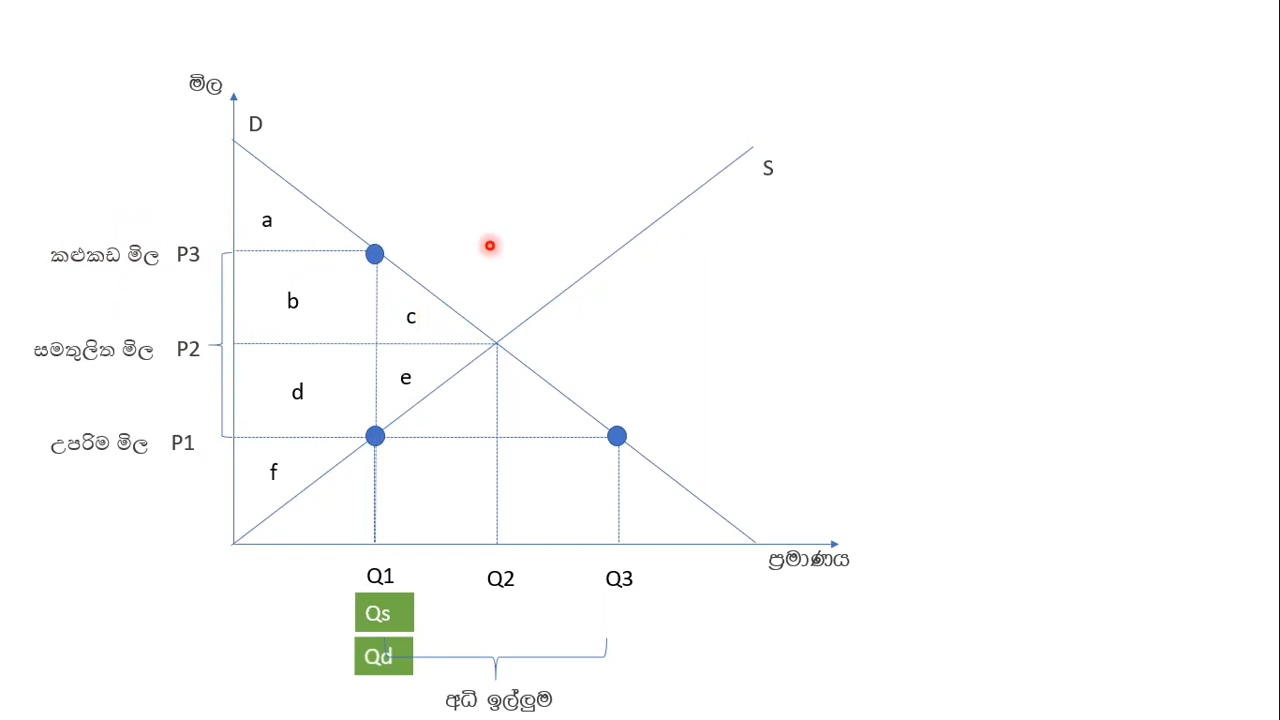 මිල
D
S
a
කළුකඩ මිල P3
b
c
සමතුලිත මිල P2
e
d
උපරිම මිල P1
f
ප්‍රමාණය
Q1 Q2 Q3
Qs
Qd
අධි ඉල්ලුම